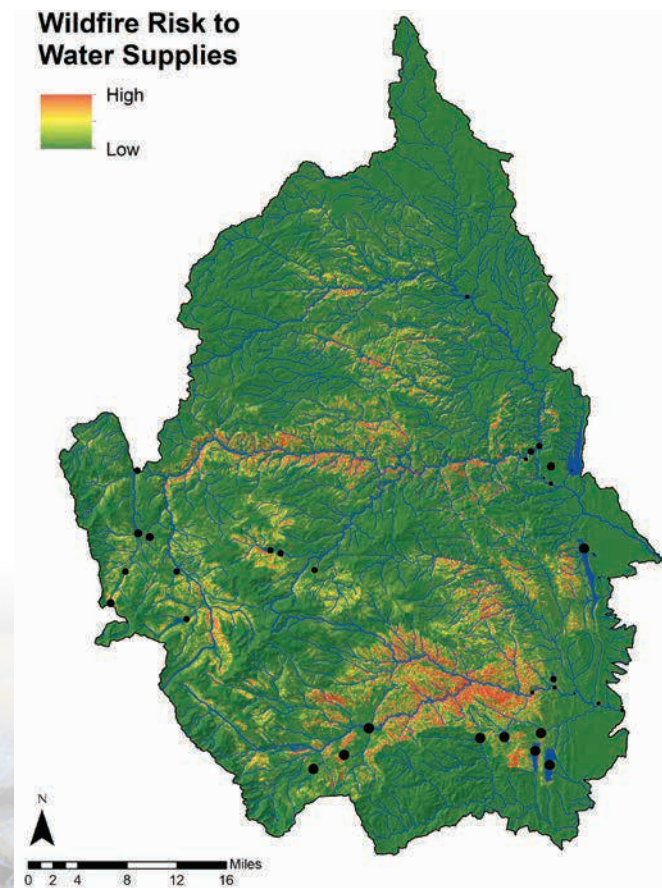 Wildfire Risk to
Water Supplies
High
Low
N
Miles
0 2 4 8 12 16